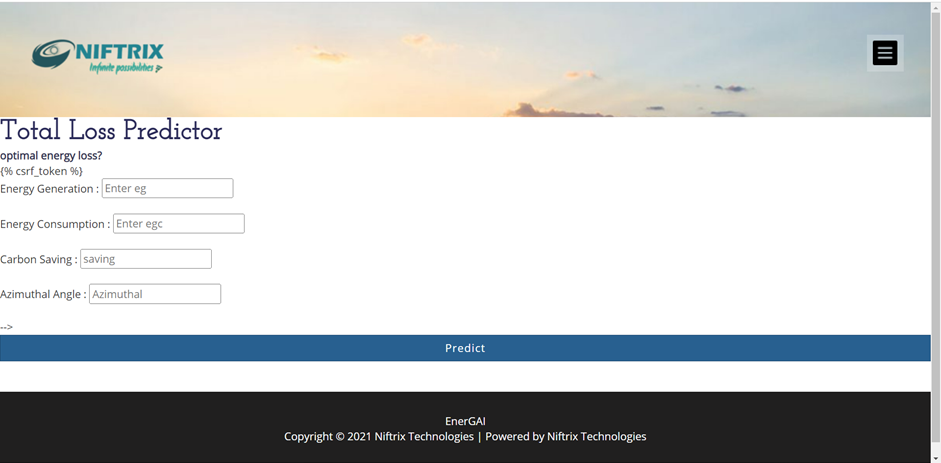 NIFTRIX
Infinite possibilities
Total Loss Predictor
optimal energy loss?
{% csrf_token %}
Energy Generation : Enter eg
Energy Consumption : Enter egc
Carbon Saving : saving
Azimuthal Angle : Azimuthal
-->
Predict
EnerGAI
Copyright © 2021 Niftrix Technologies | Powered by Niftrix Technologies